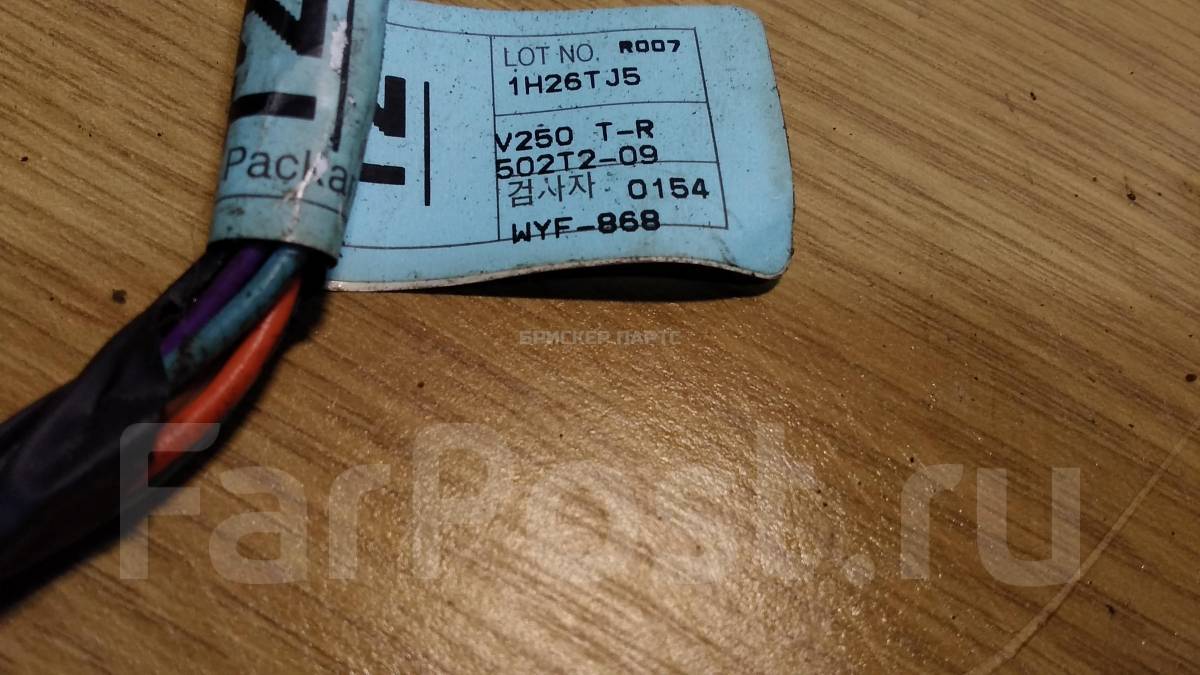 LOT NO. R007
1H26TJ5
V250 T-R
502T2-09
검사자 0154
WYF-868
Packa
БРИСКЕР ПАРТС
FarPost.ru